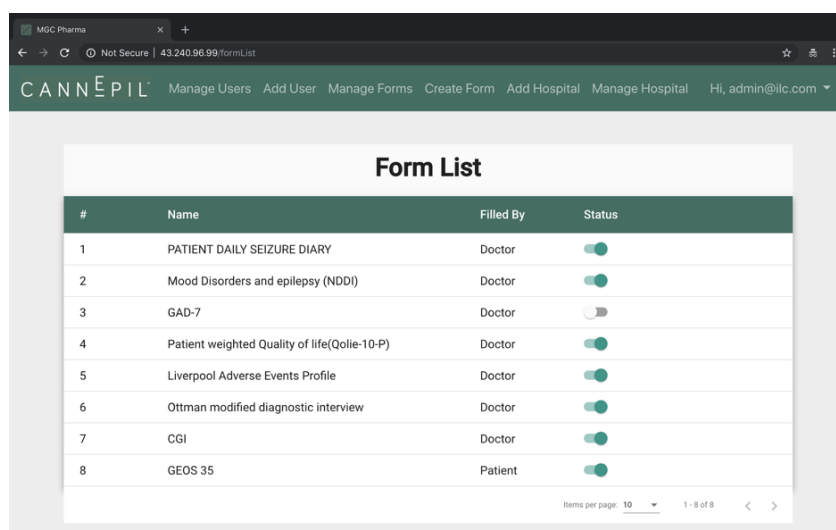 MGC Pharma
Not Secure | 43.240.96.99/formList
CANNEPIL™ Manage Users Add User Manage Forms Create Form Add Hospital Manage Hospital Hi, admin@ilc.com
Form List
# Name Filled By Status
1 PATIENT DAILY SEIZURE DIARY Doctor
2 Mood Disorders and epilepsy (NDDI) Doctor
3 GAD-7 Doctor
4 Patient weighted Quality of life(Qolie-10-P) Doctor
5 Liverpool Adverse Events Profile Doctor
6 Ottman modified diagnostic interview Doctor
7 CGI Doctor
8 GEOS 35 Patient
Items per page: 10 1 - 8 of 8